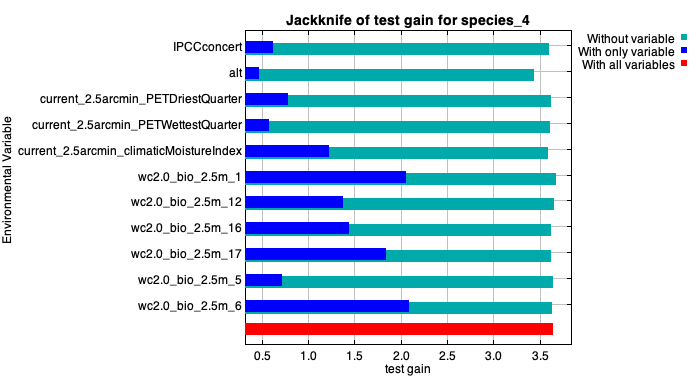 Jackknife of test gain for species_4
Without variable
With only variable
With all variables
Environmental Variable
IPCCconcert
alt
current_2.5arcmin_PETDriestQuarter
current_2.5arcmin_PETWettestQuarter
current_2.5arcmin_climaticMoistureIndex
wc2.0_bio_2.5m_1
wc2.0_bio_2.5m_12
wc2.0_bio_2.5m_16
wc2.0_bio_2.5m_17
wc2.0_bio_2.5m_5
wc2.0_bio_2.5m_6
0.5 1.0 1.5 2.0 2.5 3.0 3.5
test gain